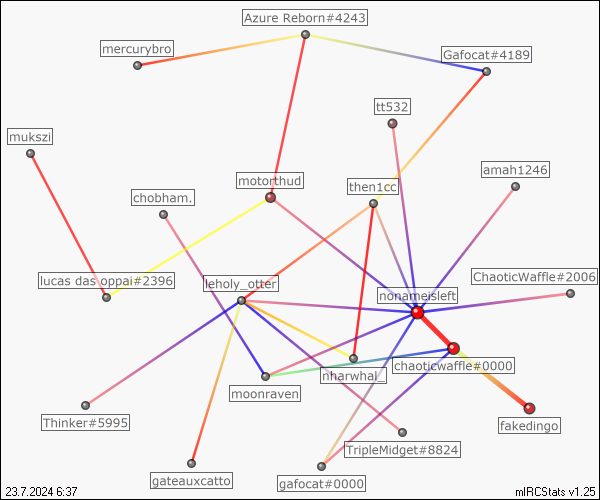 Azure Reborn#4243
mercurybro
Gafocat#4189
tt532
mukszi
amah1246
motorthud
then1cc
chobham.
ChaoticWaffle#2006
lucas das oppai#2396
leholy_otter
nonameisleft
chaoticwaffle#0000
nharwhal_
moonraven
Thinker#5995
fakedingo
TripleMidget#8824
gateauxcatto
gafocat#0000
23.7.2024 6:37
mIRCStats v1.25